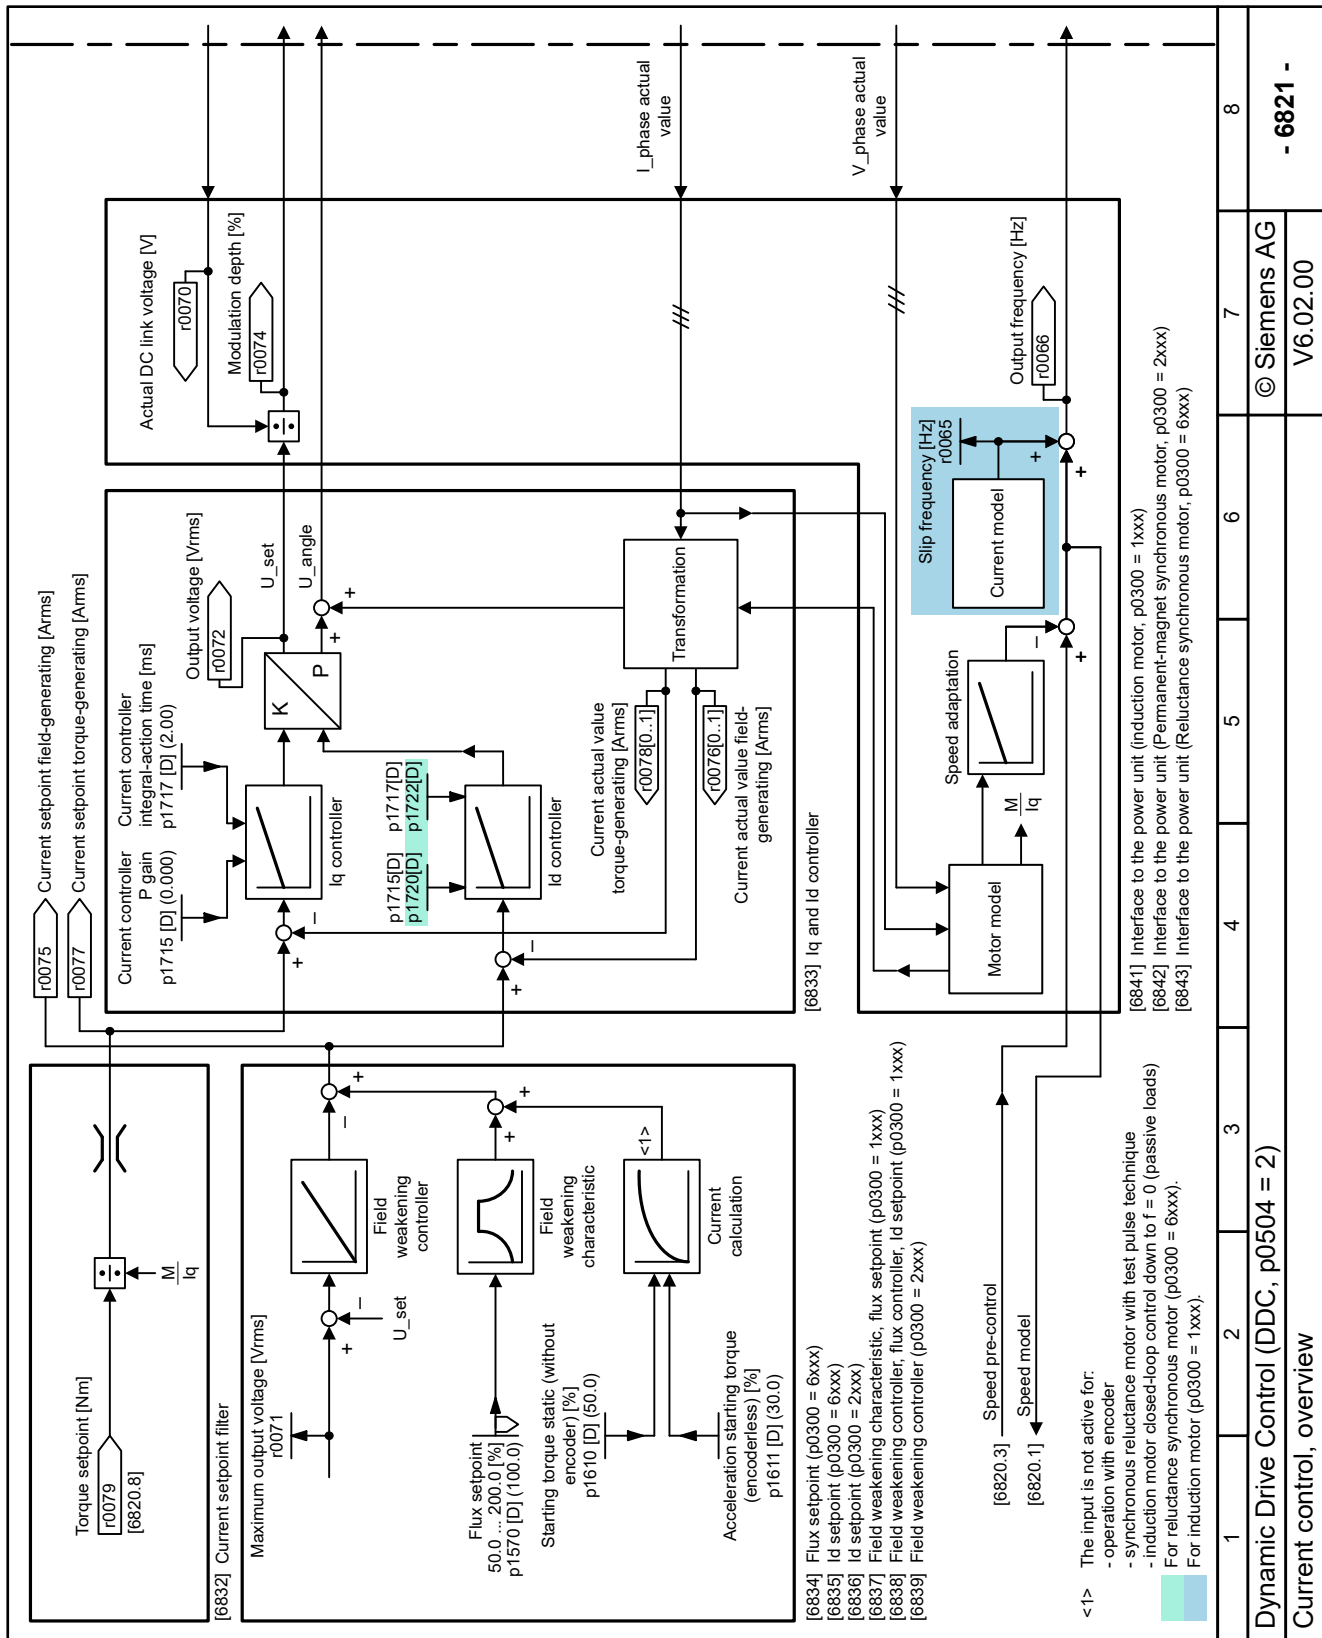 Torque setpoint [Nm]
r0079
[6820.8]
M
Iq
[6832] Current setpoint filter
r0075
Current setpoint field-generating [Arms]
r0077
Current setpoint torque-generating [Arms]
Maximum output voltage [Vrms]
r0071
+
–
U_set
Field
weakening
controller
–
+
Flux setpoint
50.0 ... 200.0 [%]
p1570 [D] (100.0)
Field
weakening
characteristic
+
+
Starting torque static (without
encoder) [%]
p1610 [D] (50.0)
Acceleration starting torque
(encoderless) [%]
p1611 [D] (30.0)
Current
calculation
<1>
Current controller
P gain
p1715 [D] (0.000)
Current controller
integral-action time [ms]
p1717 [D] (2.00)
+
–
Iq controller
p1715[D]
p1720[D]
p1717[D]
p1722[D]
+
–
Id controller
K
P
Output voltage [Vrms]
r0072
U_set
U_angle
+
+
Current actual value
torque-generating [Arms]
r0078[0..1]
r0076[0..1]
Current actual value field-
generating [Arms]
Transformation
[6833] Iq and Id controller
Actual DC link voltage [V]
r0070
Modulation depth [%]
r0074
I_phase actual
value
V_phase actual
value
Motor model
M
Iq
Speed adaptation
–
+
Slip frequency [Hz]
r0065
Current model
+
+
Output frequency [Hz]
r0066
[6834] Flux setpoint (p0300 = 6xxx)
[6835] Id setpoint (p0300 = 6xxx)
[6836] Id setpoint (p0300 = 2xxx)
[6837] Field weakening characteristic, flux setpoint (p0300 = 1xxx)
[6838] Field weakening controller, flux controller, Id setpoint (p0300 = 1xxx)
[6839] Field weakening controller (p0300 = 2xxx)
[6841] Interface to the power unit (induction motor, p0300 = 1xxx)
[6842] Interface to the power unit (Permanent-magnet synchronous motor, p0300 = 2xxx)
[6843] Interface to the power unit (Reluctance synchronous motor, p0300 = 6xxx)
[6820.3]
Speed pre-control
[6820.1]
Speed model
<1> The input is not active for:
- operation with encoder
- synchronous reluctance motor with test pulse technique
- induction motor closed-loop control down to f = 0 (passive loads)
For reluctance synchronous motor (p0300 = 6xxx).
For induction motor (p0300 = 1xxx).
1 2 3 4 5 6 7 8
Dynamic Drive Control (DDC, p0504 = 2)
© Siemens AG
- 6821 -
Current control, overview
V6.02.00